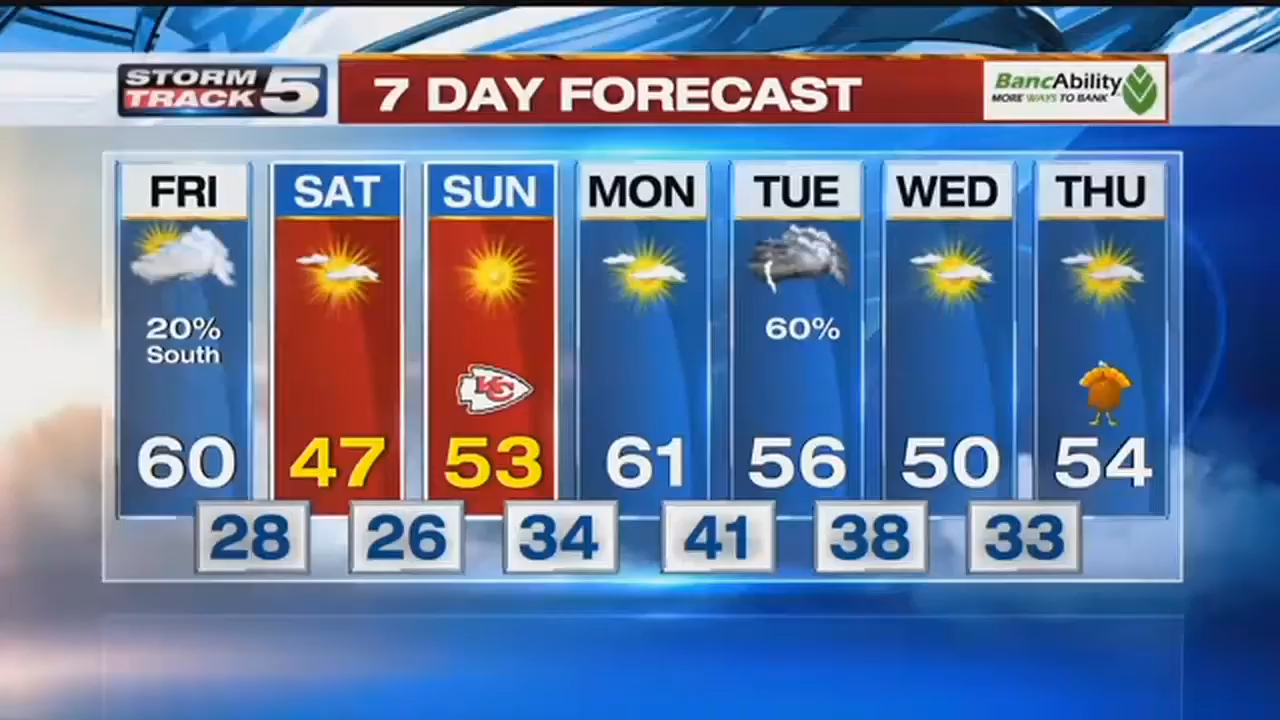 STORM
TRACK 5
7 DAY FORECAST
BancAbility
MORE WAYS TO BANK
FRI SAT SUN MON TUE WED THU
20% 60%
South
KC
60 47 53 61 56 50 54
28 26 34 41 38 33